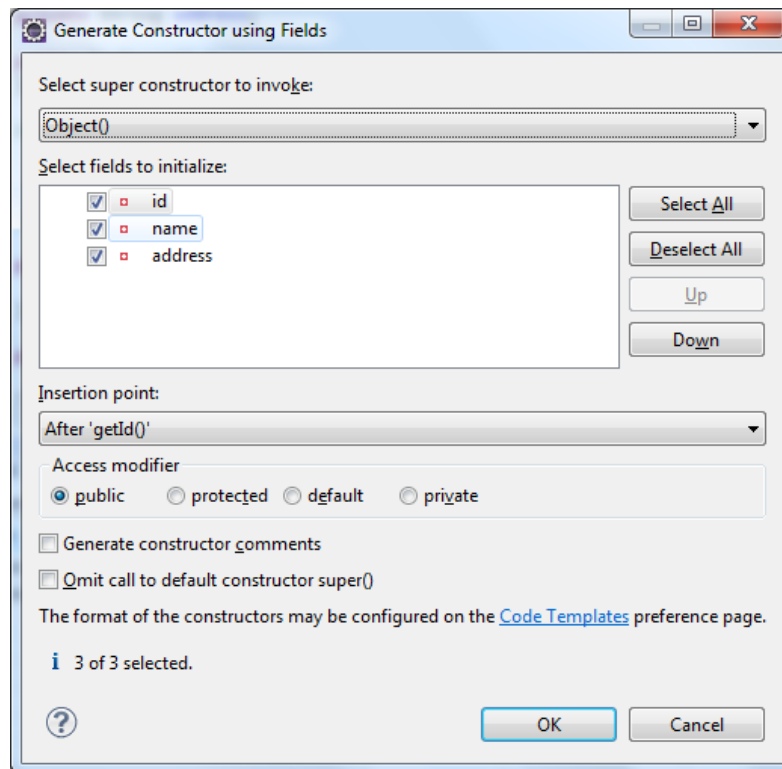 Generate Constructor using Fields
Select super constructor to invoke:
Object()
Select fields to initialize:
id
name
address
Select All
Deselect All
Up
Down
Insertion point:
After 'getId()'
Access modifier
public protected default private
Generate constructor comments
Omit call to default constructor super()
The format of the constructors may be configured on the Code Templates preference page.
i 3 of 3 selected.
?
OK Cancel